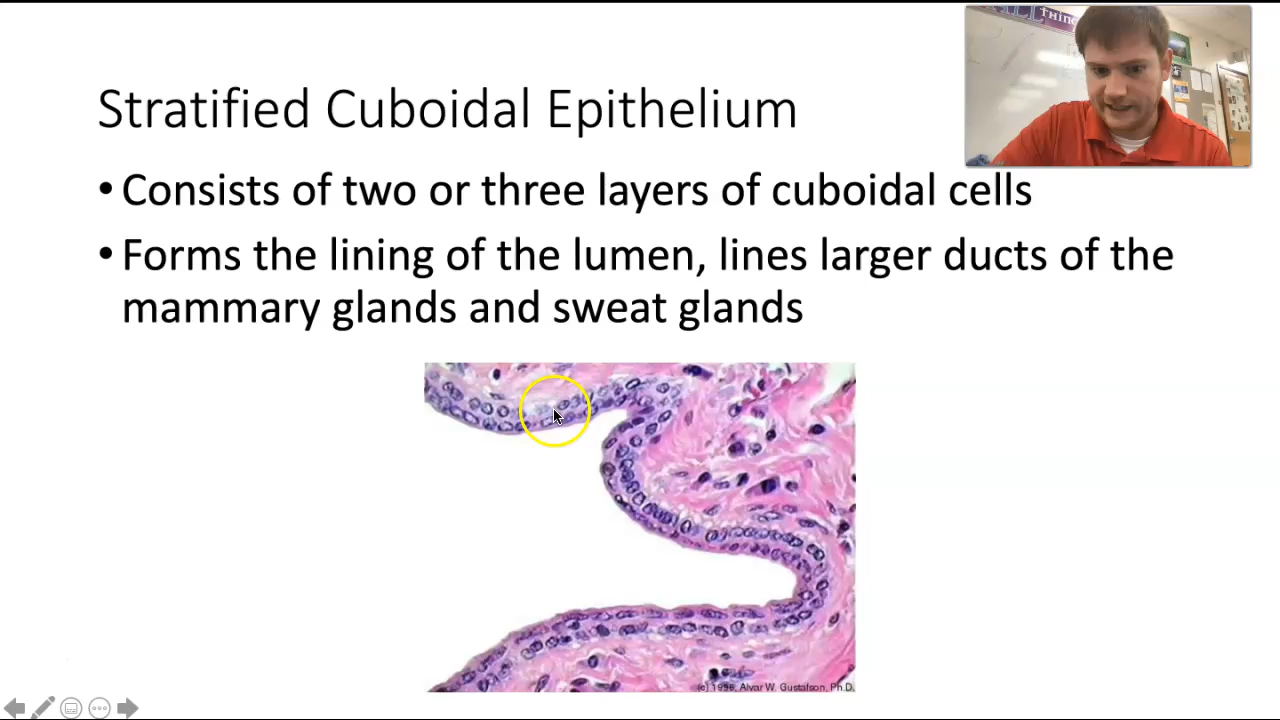 THING
Stratified Cuboidal Epithelium
• Consists of two or three layers of cuboidal cells
• Forms the lining of the lumen, lines larger ducts of the
mammary glands and sweat glands
(c) 1996, Alvar W. Gustafson, Ph.D.